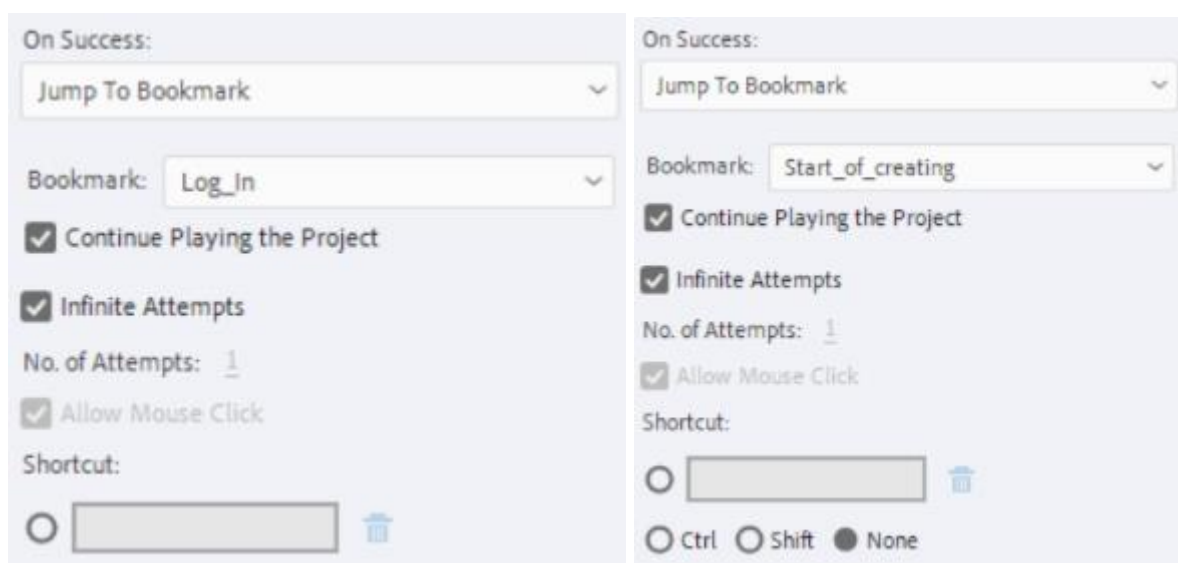 On Success:
Jump To Bookmark
Bookmark: Log_In
Continue Playing the Project
Infinite Attempts
No. of Attempts: 1
Allow Mouse Click
Shortcut:
On Success:
Jump To Bookmark
Bookmark: Start_of_creating
Continue Playing the Project
Infinite Attempts
No. of Attempts: 1
Allow Mouse Click
Shortcut:
Ctrl Shift None